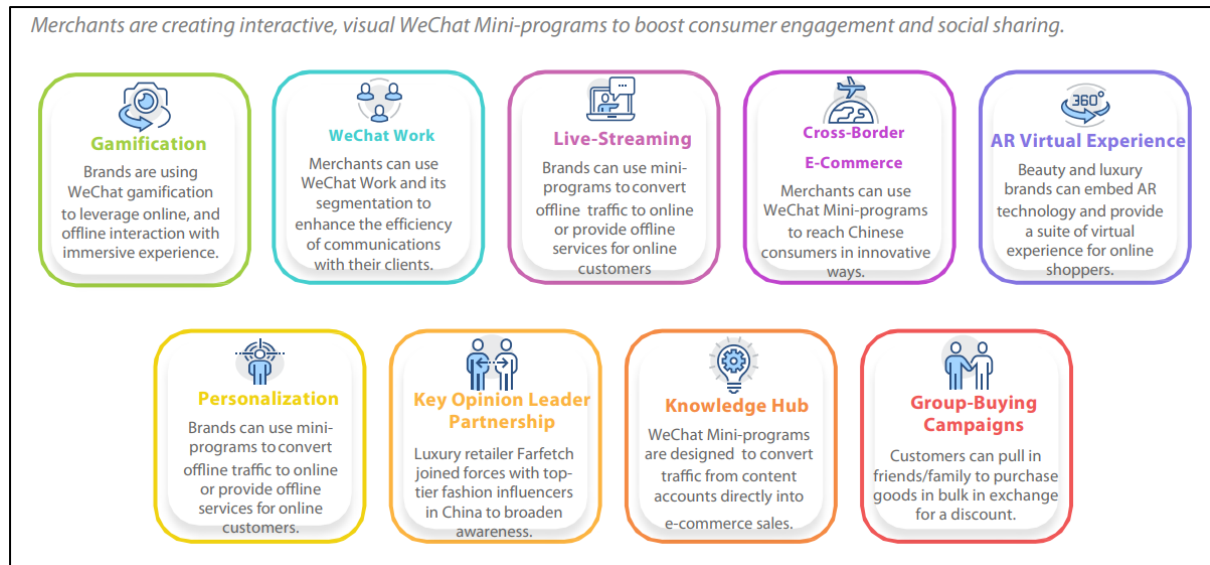 Merchants are creating interactive, visual WeChat Mini-programs to boost consumer engagement and social sharing.
Gamification
Brands are using
WeChat gamification
to leverage online, and
offline interaction with
immersive experience.
WeChat Work
Merchants can use
WeChat Work and its
segmentation to
enhance the efficiency
of communications
with their clients.
Live-Streaming
Brands can use mini-
programs to convert
offline traffic to online
or provide offline
services for online
customers
Cross-Border
E-Commerce
Merchants can use
WeChat Mini-programs
to reach Chinese
consumers in innovative
ways.
360°
AR Virtual Experience
Beauty and luxury
brands can embed AR
technology and provide
a suite of virtual
experience for online
shoppers.
Personalization
Brands can use mini-
programs to convert
offline traffic to online
or provide offline
services for online
customers.
Key Opinion Leader
Partnership
Luxury retailer Farfetch
joined forces with top-
tier fashion influencers
in China to broaden
awareness.
Knowledge Hub
WeChat Mini-programs
are designed to convert
traffic from content
accounts directly into
e-commerce sales.
Group-Buying
Campaigns
Customers can pull in
friends/family to purchase
goods in bulk in exchange
for a discount.